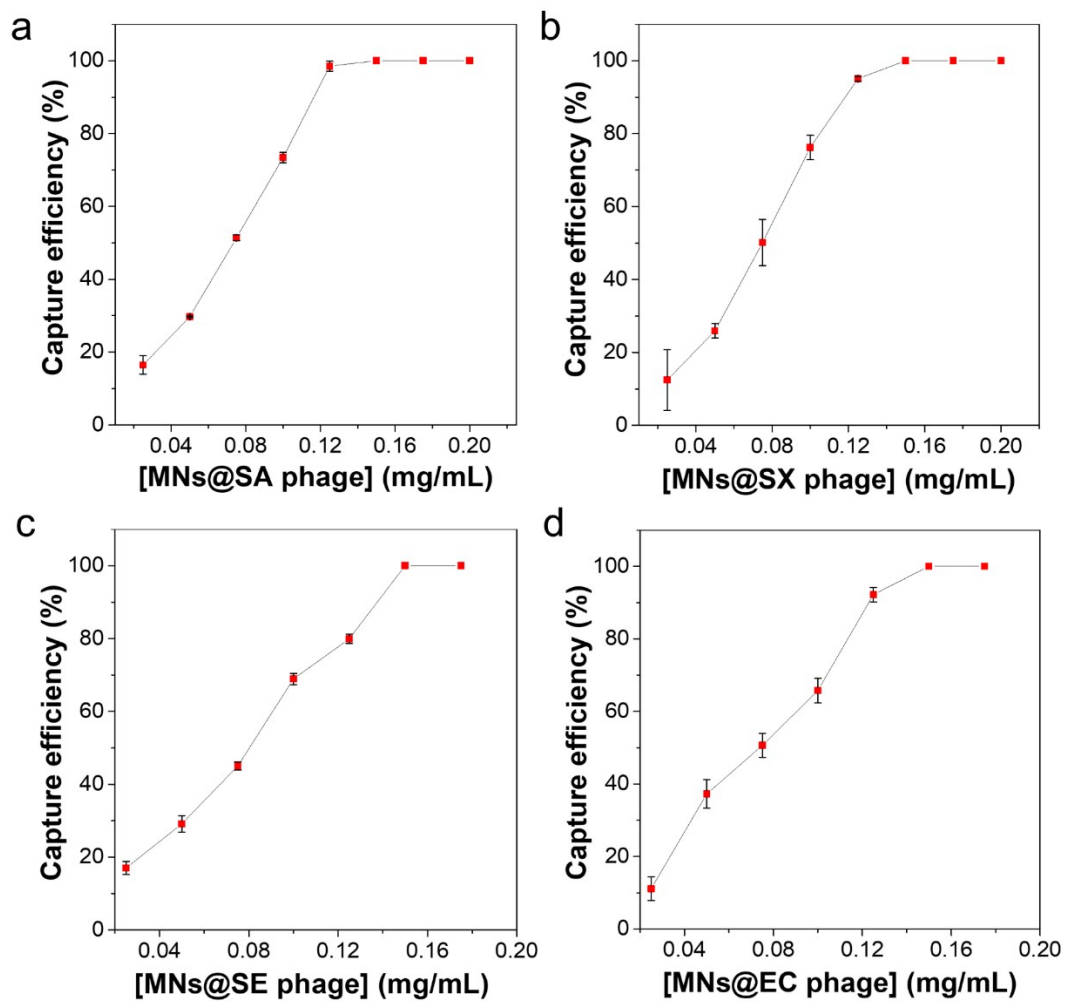 a
Capture efficiency (%)
100
80
60
40
20
0
0.04 0.08 0.12 0.16 0.20
[MNs@SA phage] (mg/mL)
b
Capture efficiency (%)
100
80
60
40
20
0
0.04 0.08 0.12 0.16 0.20
[MNs@SX phage] (mg/mL)
c
Capture efficiency (%)
100
80
60
40
20
0
0.04 0.08 0.12 0.16 0.20
[MNs@SE phage] (mg/mL)
d
Capture efficiency (%)
100
80
60
40
20
0
0.04 0.08 0.12 0.16 0.20
[MNs@EC phage] (mg/mL)